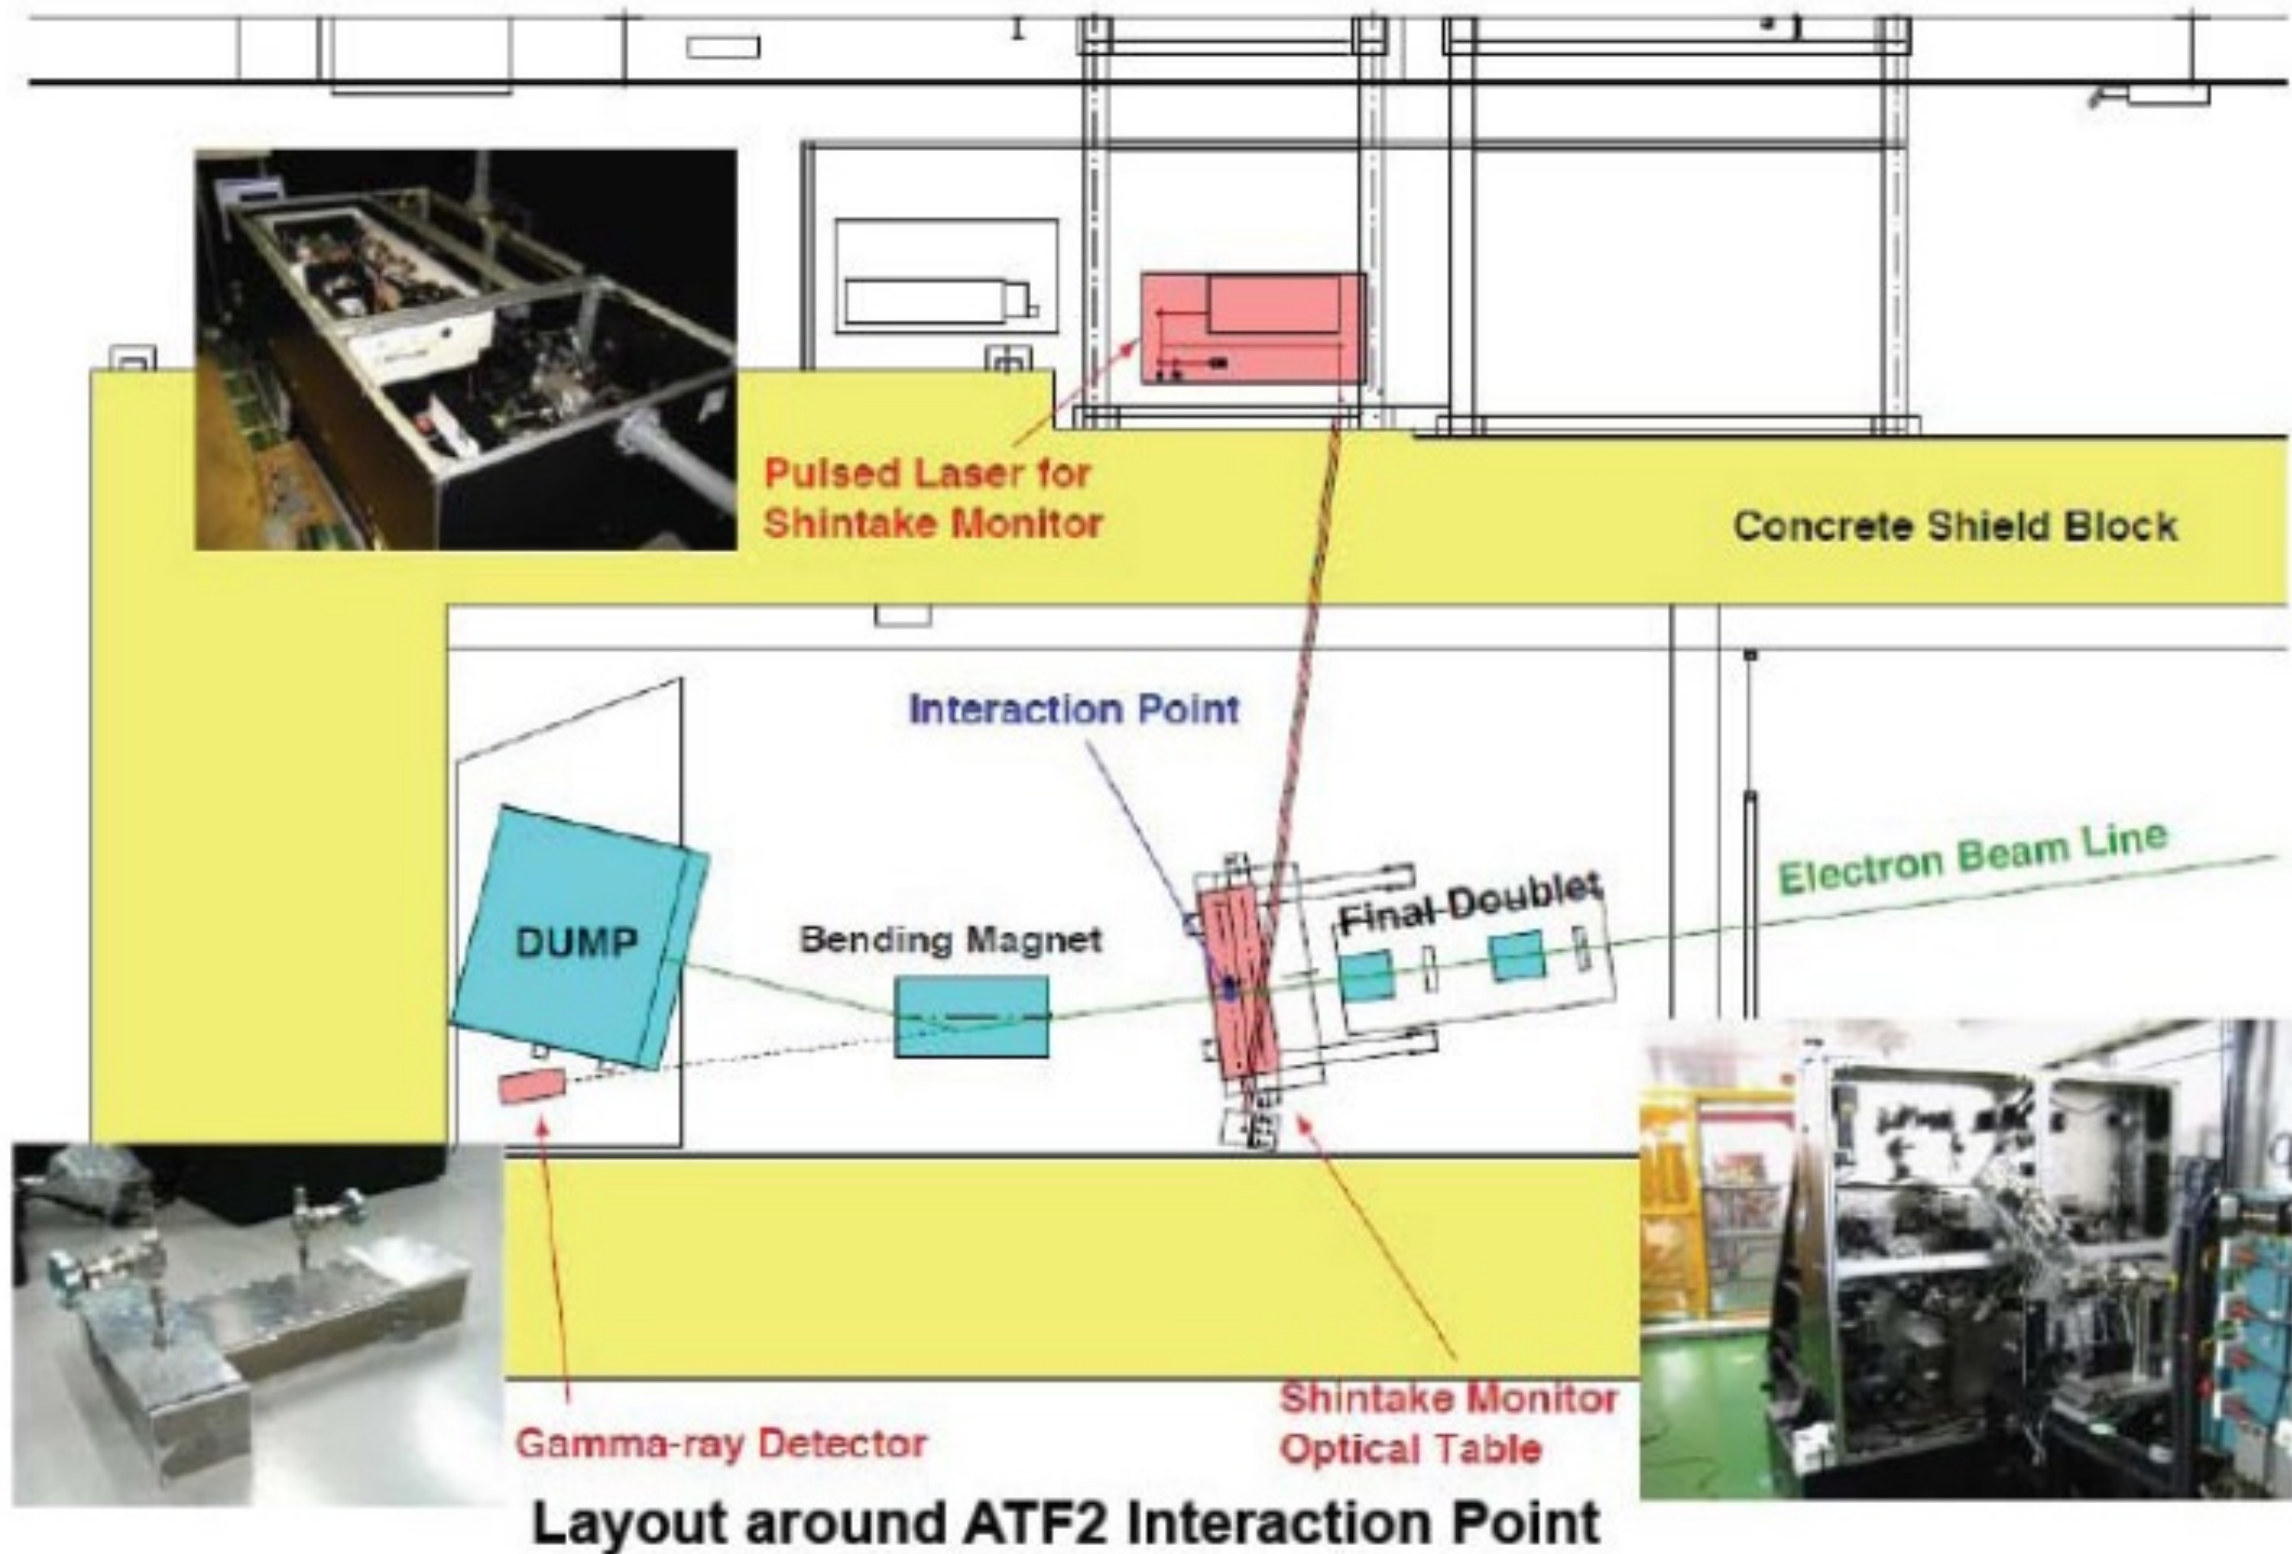 Pulsed Laser for
Shintake Monitor
Concrete Shield Block
Interaction Point
Electron Beam Line
Final Doublet
DUMP
Bending Magnet
Shintake Monitor
Optical Table
Gamma-ray Detector
Layout around ATF2 Interaction Point